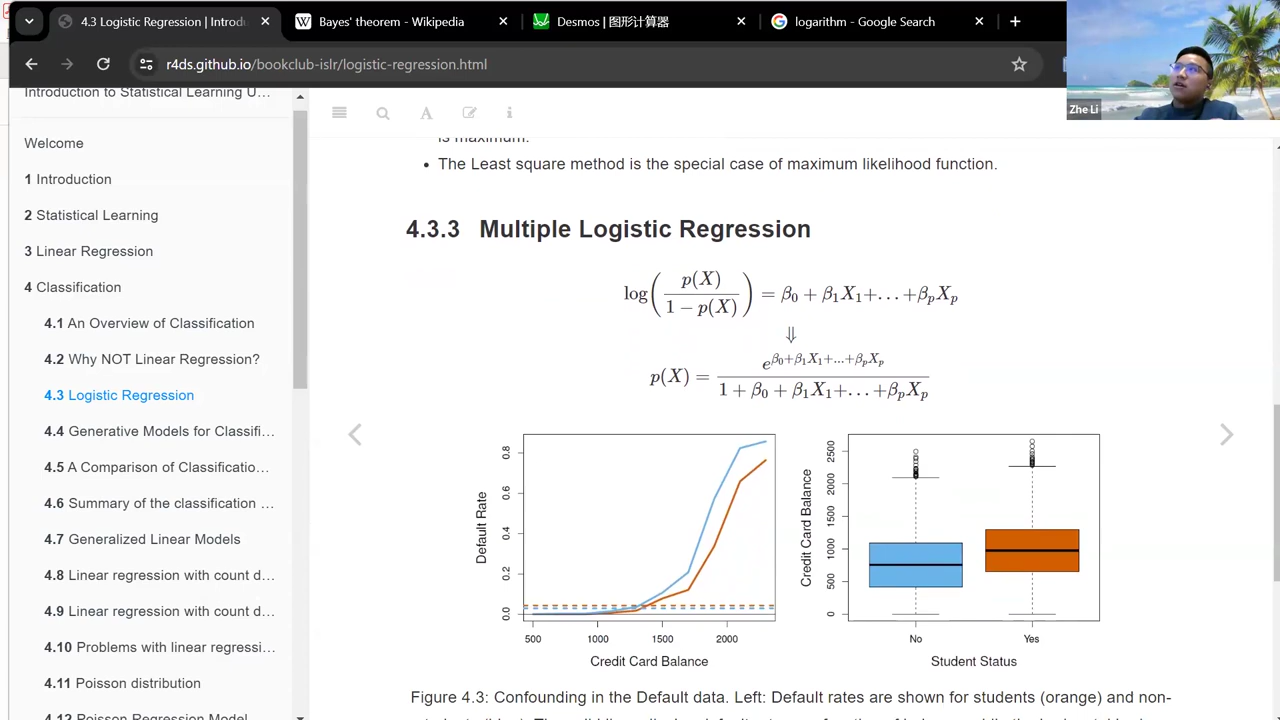 4.3 Logistic Regression | Introdu
Bayes' theorem - Wikipedia
Desmos | 图形计算器
logarithm - Google Search
r4ds.github.io/bookclub-islr/logistic-regression.html
Zhe Li
Introduction to Statistical Learning U...
Welcome
1 Introduction
2 Statistical Learning
3 Linear Regression
4 Classification
4.1 An Overview of Classification
4.2 Why NOT Linear Regression?
4.3 Logistic Regression
4.4 Generative Models for Classifi...
4.5 A Comparison of Classificatio...
4.6 Summary of the classification ...
4.7 Generalized Linear Models
4.8 Linear regression with count d...
4.9 Linear regression with count d...
4.10 Problems with linear regressi...
4.11 Poisson distribution
4.12 Poisson Regression Model
is maximum.
• The Least square method is the special case of maximum likelihood function.
4.3.3 Multiple Logistic Regression
log(p(X) / 1 − p(X)) = β0 + β1X1+…+βpXp
⇓
p(X) = e^β0+β1X1+…+βpXp / 1 + β0 + β1X1+…+βpXp
Default Rate
0.0 0.2 0.4 0.6 0.8
500 1000 1500 2000
Credit Card Balance
Credit Card Balance
0 500 1000 1500 2000 2500
No Yes
Student Status
Figure 4.3: Confounding in the Default data. Left: Default rates are shown for students (orange) and non-